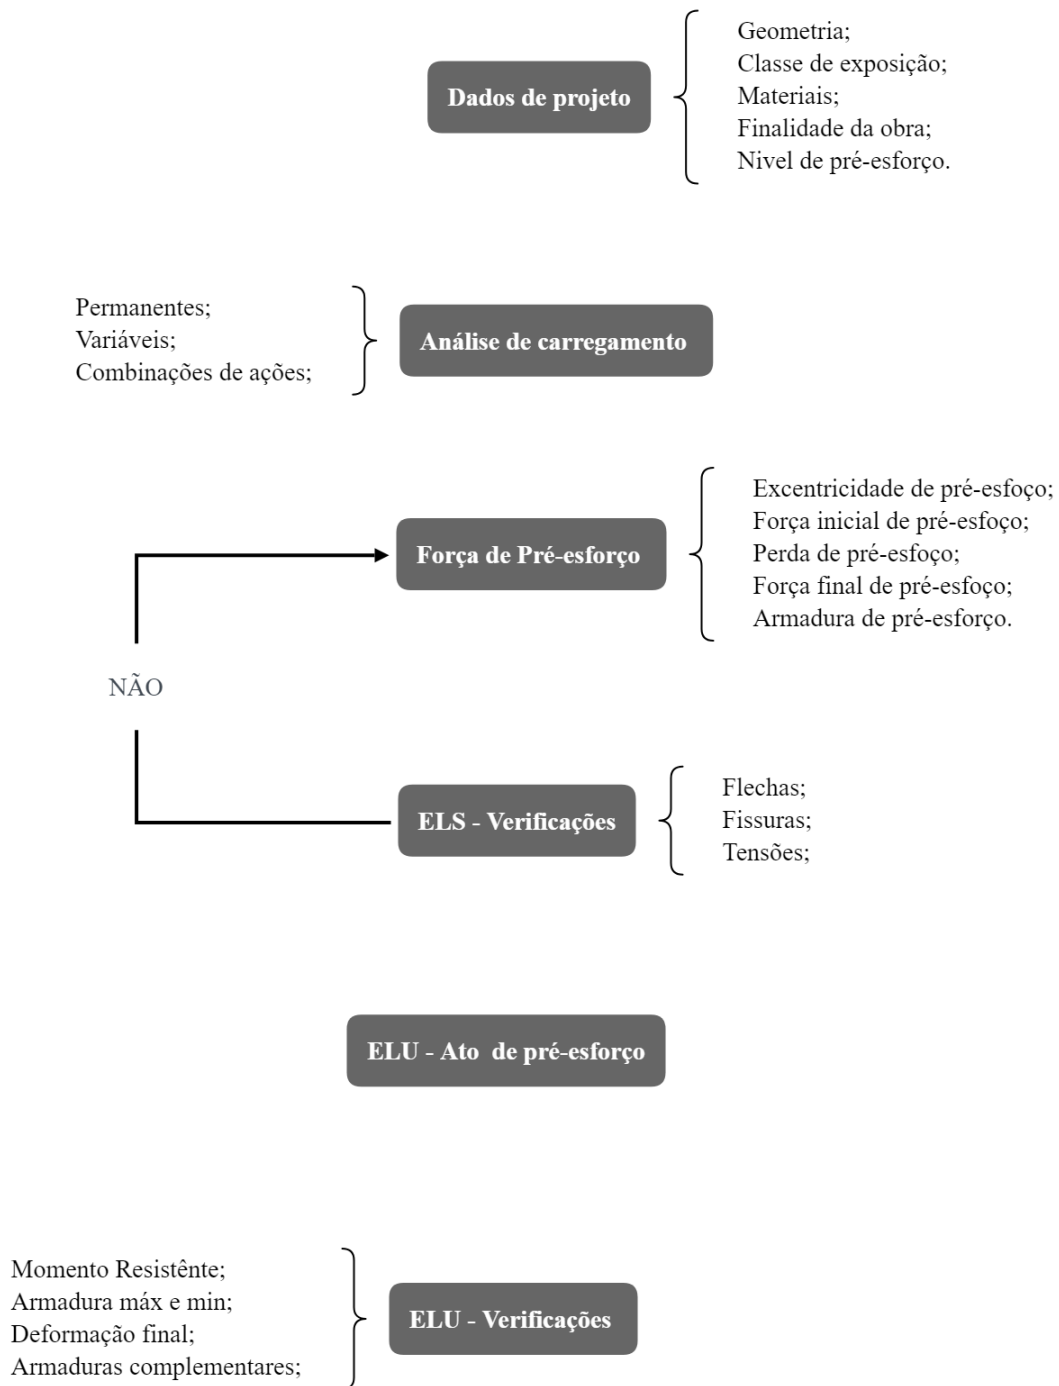 Dados de projeto
Geometria;
Classe de exposição;
Materiais;
Finalidade da obra;
Nivel de pré-esforço.
Permanentes;
Variáveis;
Combinações de ações;
Análise de carregamento
Força de Pré-esforço
Excentricidade de pré-esfoço;
Força inicial de pré-esfoço;
Perda de pré-esfoço;
Força final de pré-esfoço;
Armadura de pré-esforço.
NÃO
ELS - Verificações
Flechas;
Fissuras;
Tensões;
ELU - Ato  de pré-esforço
Momento Resistênte;
Armadura máx e min;
Deformação final;
Armaduras complementares;
ELU - Verificações